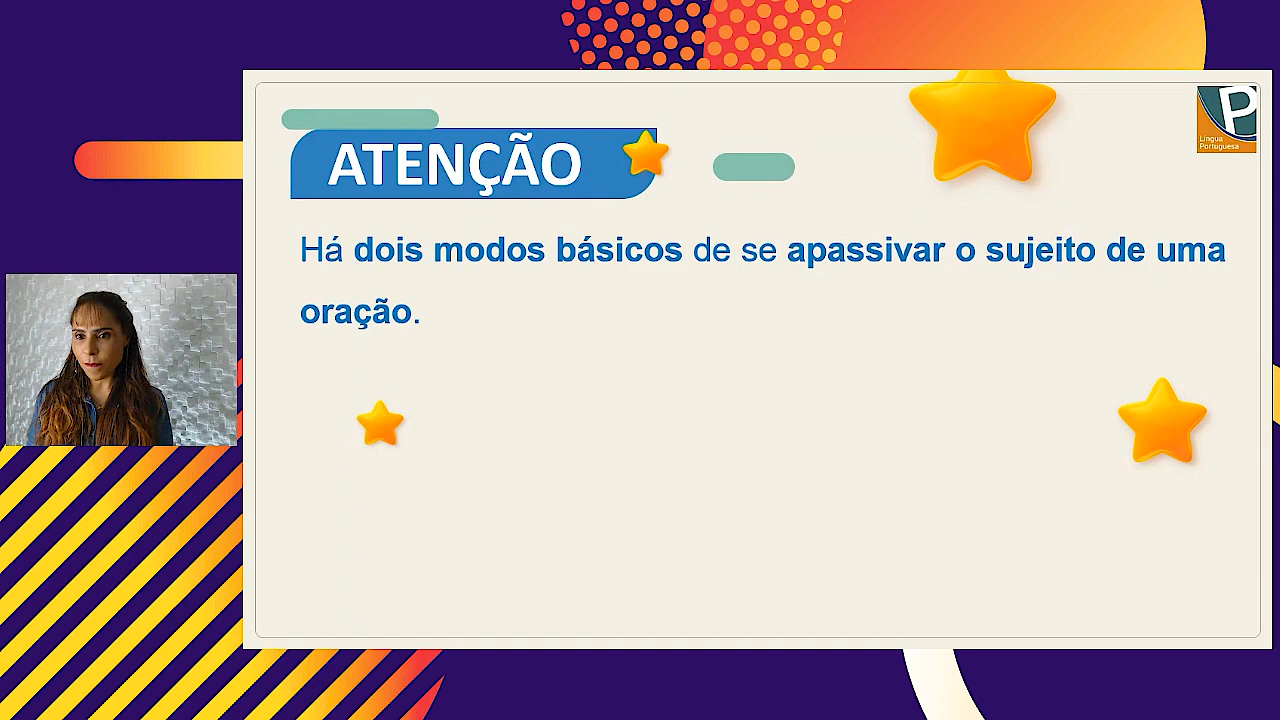 ATENÇÃO
Há dois modos básicos de se apassivar o sujeito de uma
oração.
P
Língua
Portuguesa